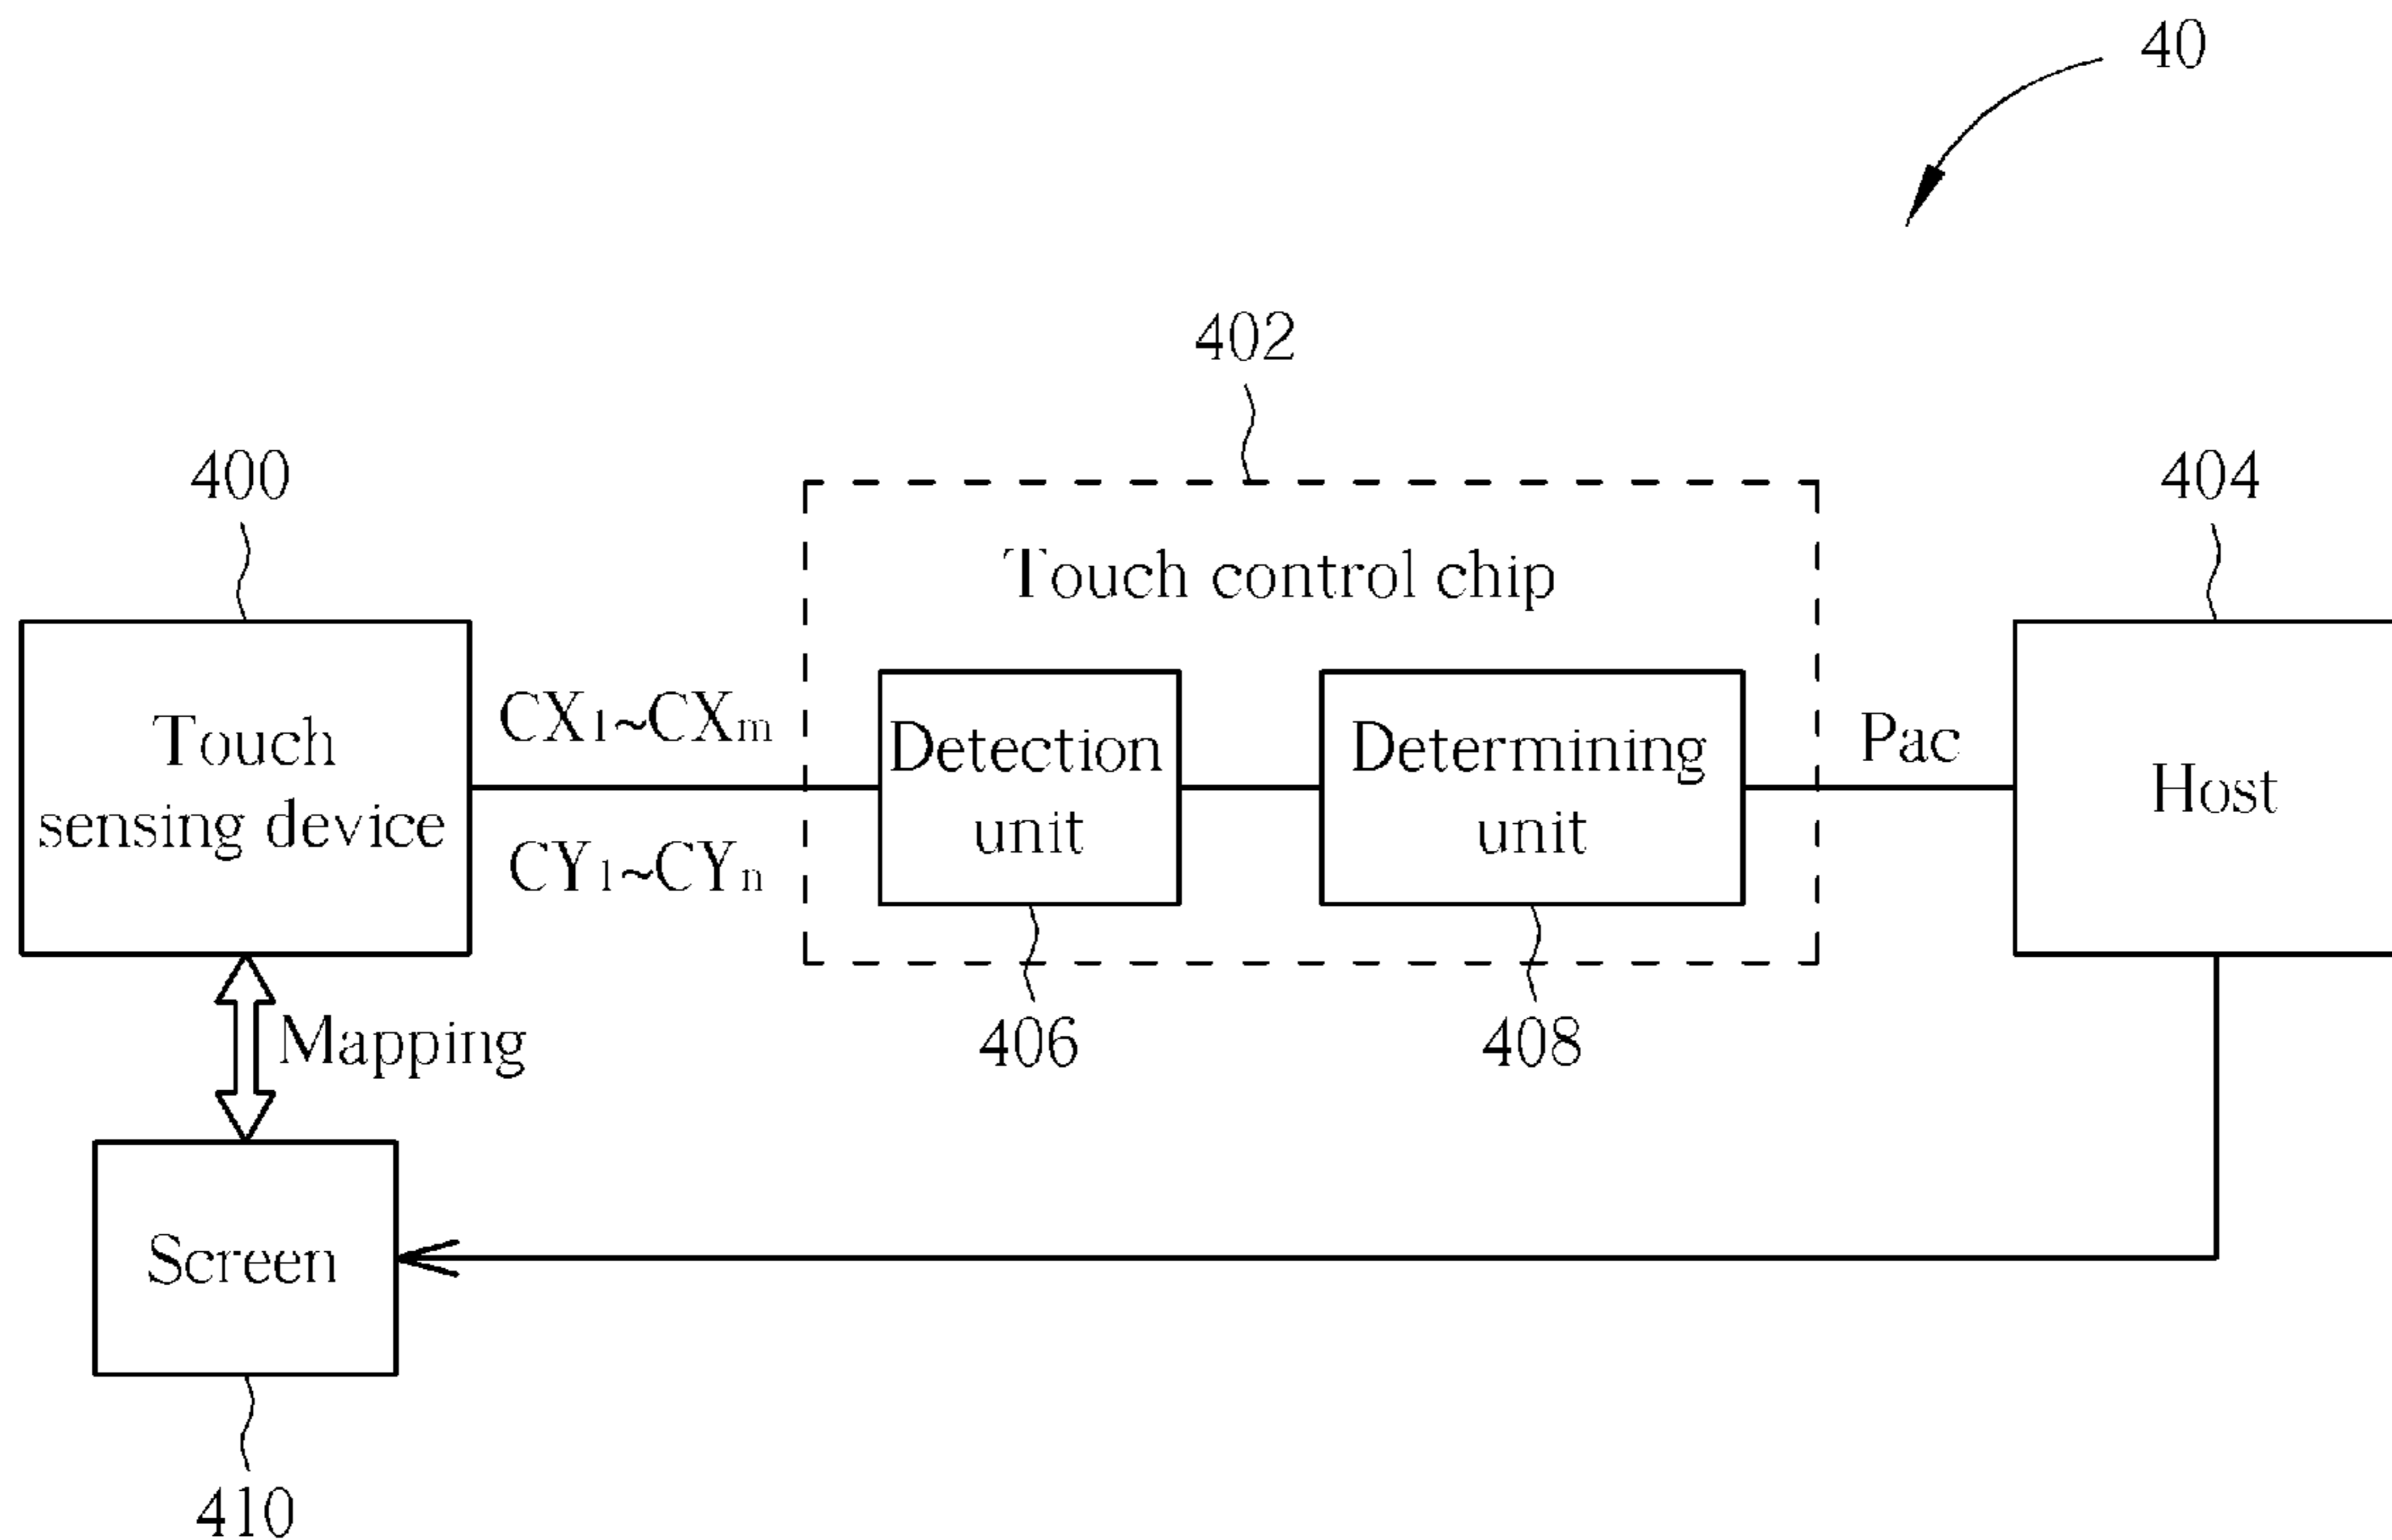 40
402
400
404
Touch control chip
CX1~CXm
Touch
sensing device
Detection
unit
Determining
unit
Pac
Host
CY1~CYn
406
408
Mapping
Screen
410